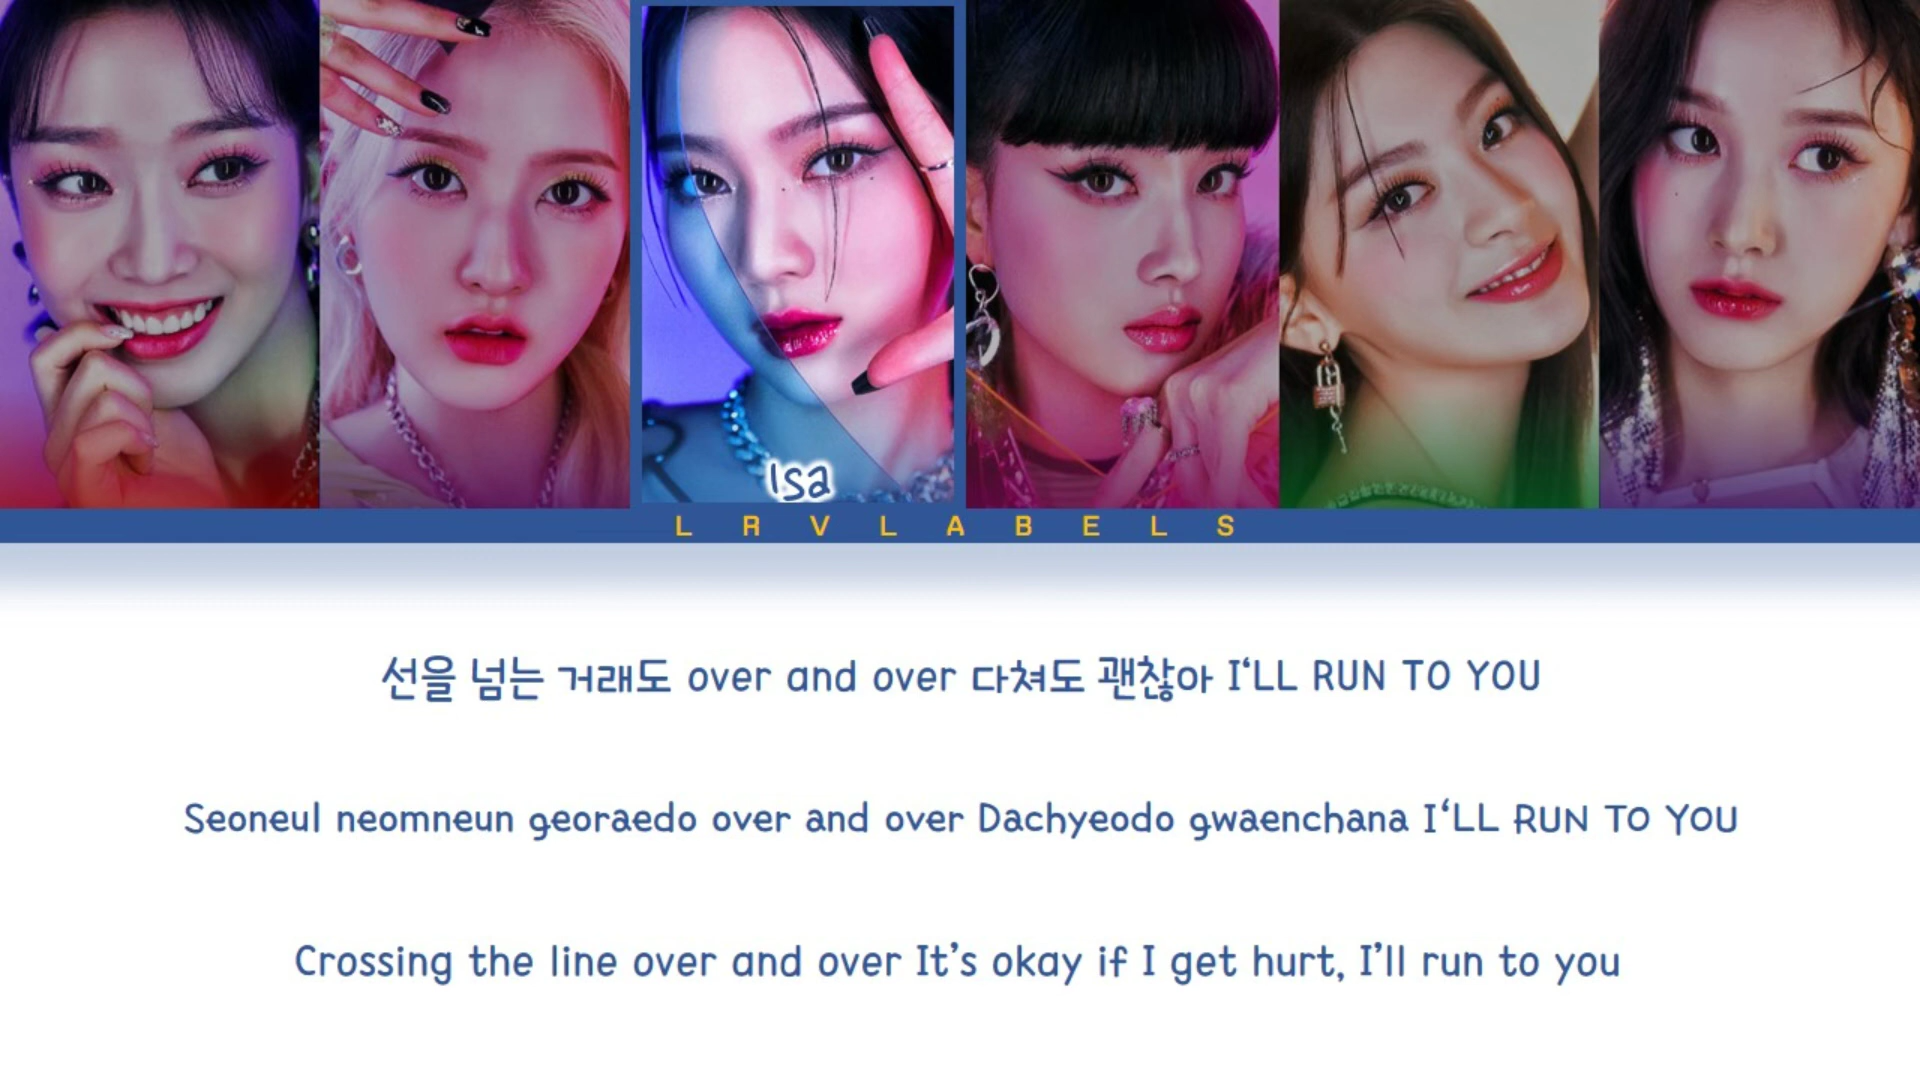 Isa
LRVLABELS
선을 넘는 거래도 over and over 다쳐도 괜찮아 I‘LL RUN TO YOU
Seoneul neomneun georaedo over and over Dachyeodo gwaenchana I‘LL RUN TO YOU
Crossing the line over and over It’s okay if I get hurt, I’ll run to you